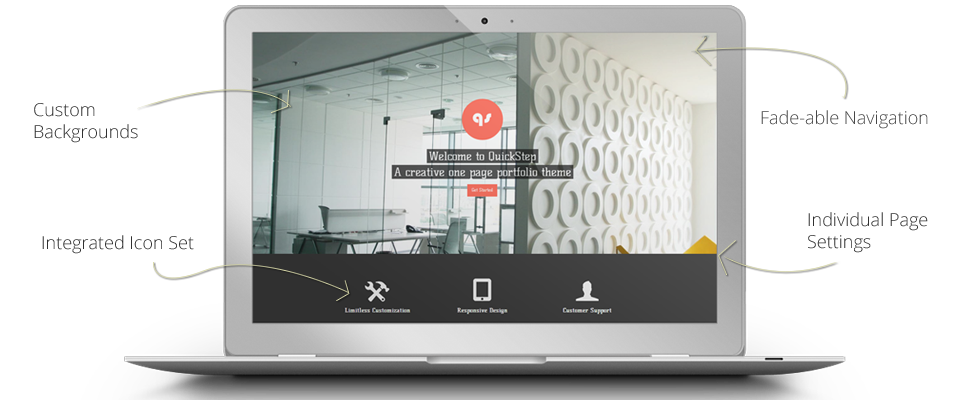 Custom
Backgrounds
Fade-able Navigation
qs
Welcome to QuickStep
A creative one page portfolio theme
Get Started
Individual Page
Settings
Integrated Icon Set
Limitless Customization
Responsive Design
Customer Support